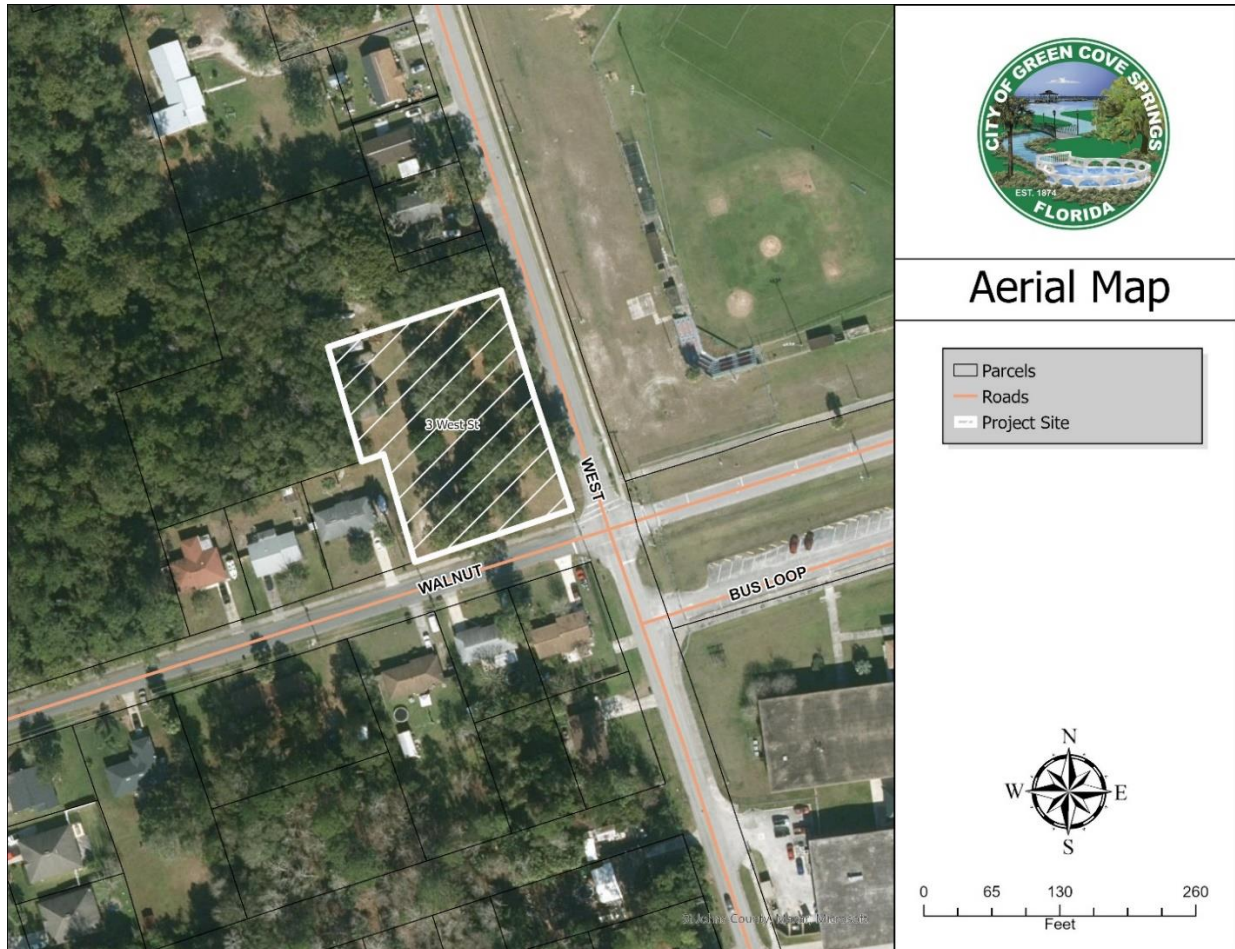 CITY OF GREEN COVE SPRINGS
EST. 1874
FLORIDA
Aerial Map
Parcels
Roads
Project Site
3 West St
WEST
WALNUT
BUS LOOP
N
W E
S
0 65 130 260
Feet